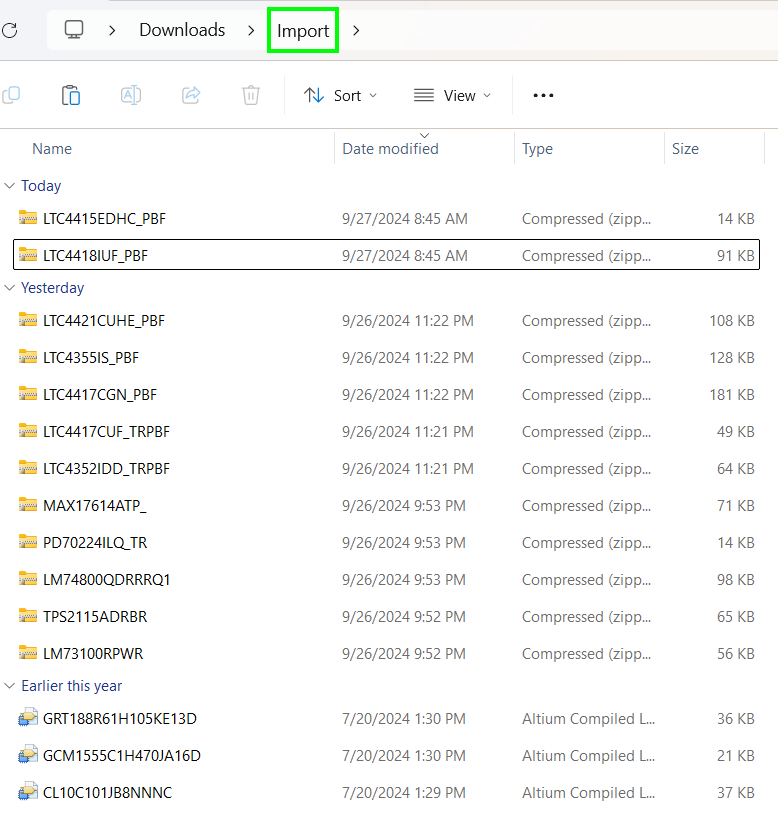 Downloads Import
Sort View
Name Date modified Type Size
Today
LTC4415EDHC_PBF 9/27/2024 8:45 AM Compressed (zipp... 14 KB
LTC4418IUF_PBF 9/27/2024 8:45 AM Compressed (zipp... 91 KB
Yesterday
LTC4421CUHE_PBF 9/26/2024 11:22 PM Compressed (zipp... 108 KB
LTC4355IS_PBF 9/26/2024 11:22 PM Compressed (zipp... 128 KB
LTC4417CGN_PBF 9/26/2024 11:22 PM Compressed (zipp... 181 KB
LTC4417CUF_TRPBF 9/26/2024 11:21 PM Compressed (zipp... 49 KB
LTC4352IDD_TRPBF 9/26/2024 11:21 PM Compressed (zipp... 64 KB
MAX17614ATP_ 9/26/2024 9:53 PM Compressed (zipp... 71 KB
PD70224ILQ_TR 9/26/2024 9:53 PM Compressed (zipp... 14 KB
LM74800QDRRRQ1 9/26/2024 9:53 PM Compressed (zipp... 98 KB
TPS2115ADRBR 9/26/2024 9:52 PM Compressed (zipp... 65 KB
LM73100RPWR 9/26/2024 9:52 PM Compressed (zipp... 56 KB
Earlier this year
GRT188R61H105KE13D 7/20/2024 1:30 PM Altium Compiled L... 36 KB
GCM1555C1H470JA16D 7/20/2024 1:30 PM Altium Compiled L... 21 KB
CL10C101JB8NNNC 7/20/2024 1:29 PM Altium Compiled L... 37 KB